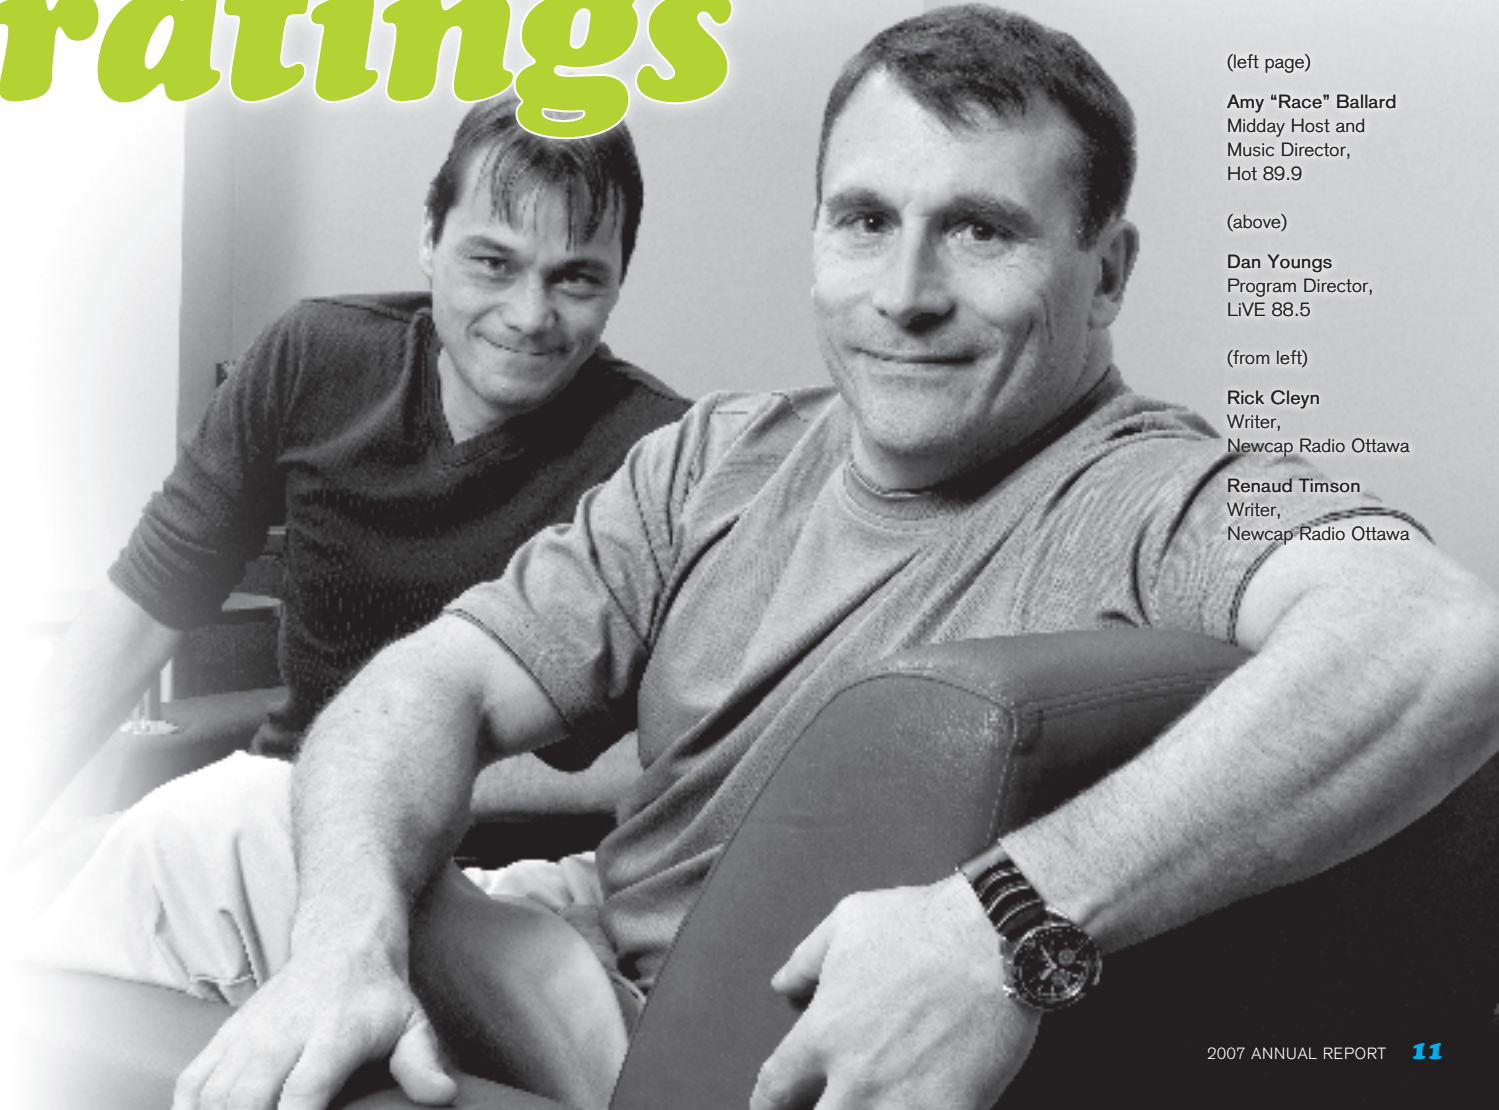 ratings
(left page)
Amy “Race” Ballard
Midday Host and
Music Director,
Hot 89.9
(above)
Dan Youngs
Program Director,
LiVE 88.5
(from left)
Rick Cleyn
Writer,
Newcap Radio Ottawa
Renaud Timson
Writer,
Newcap Radio Ottawa
2007 ANNUAL REPORT 11